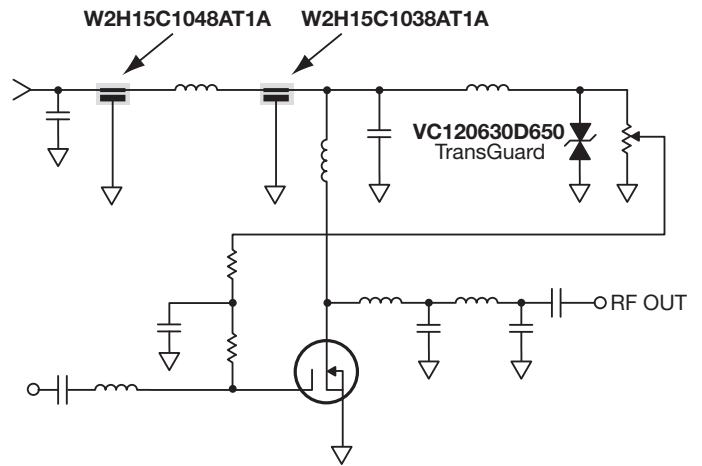 W2H15C1048AT1A
W2H15C1038AT1A
VC120630D650
TransGuard
RF OUT